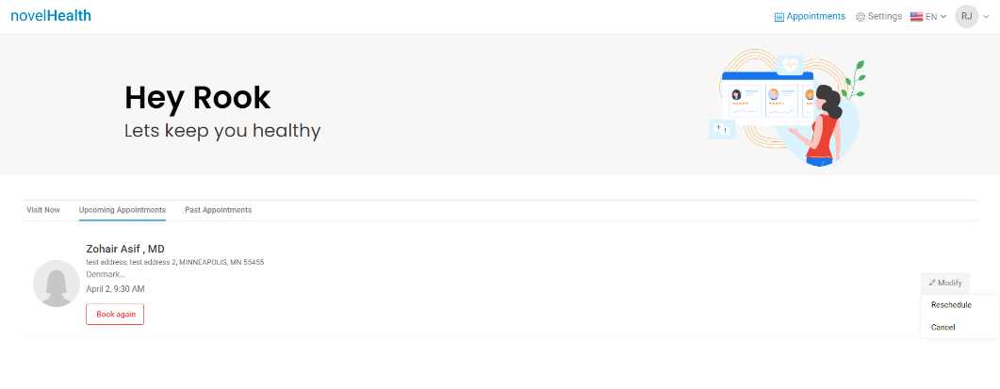 novelHealth
Appointments
Settings
EN
RJ
Hey Rook
Lets keep you healthy
Visit Now
Upcoming Appointments
Past Appointments
Zohair Asif , MD
test address, test address 2, MINNEAPOLIS, MN 55455
Denmark...
April 2, 9:30 AM
Book again
Modify
Reschedule
Cancel